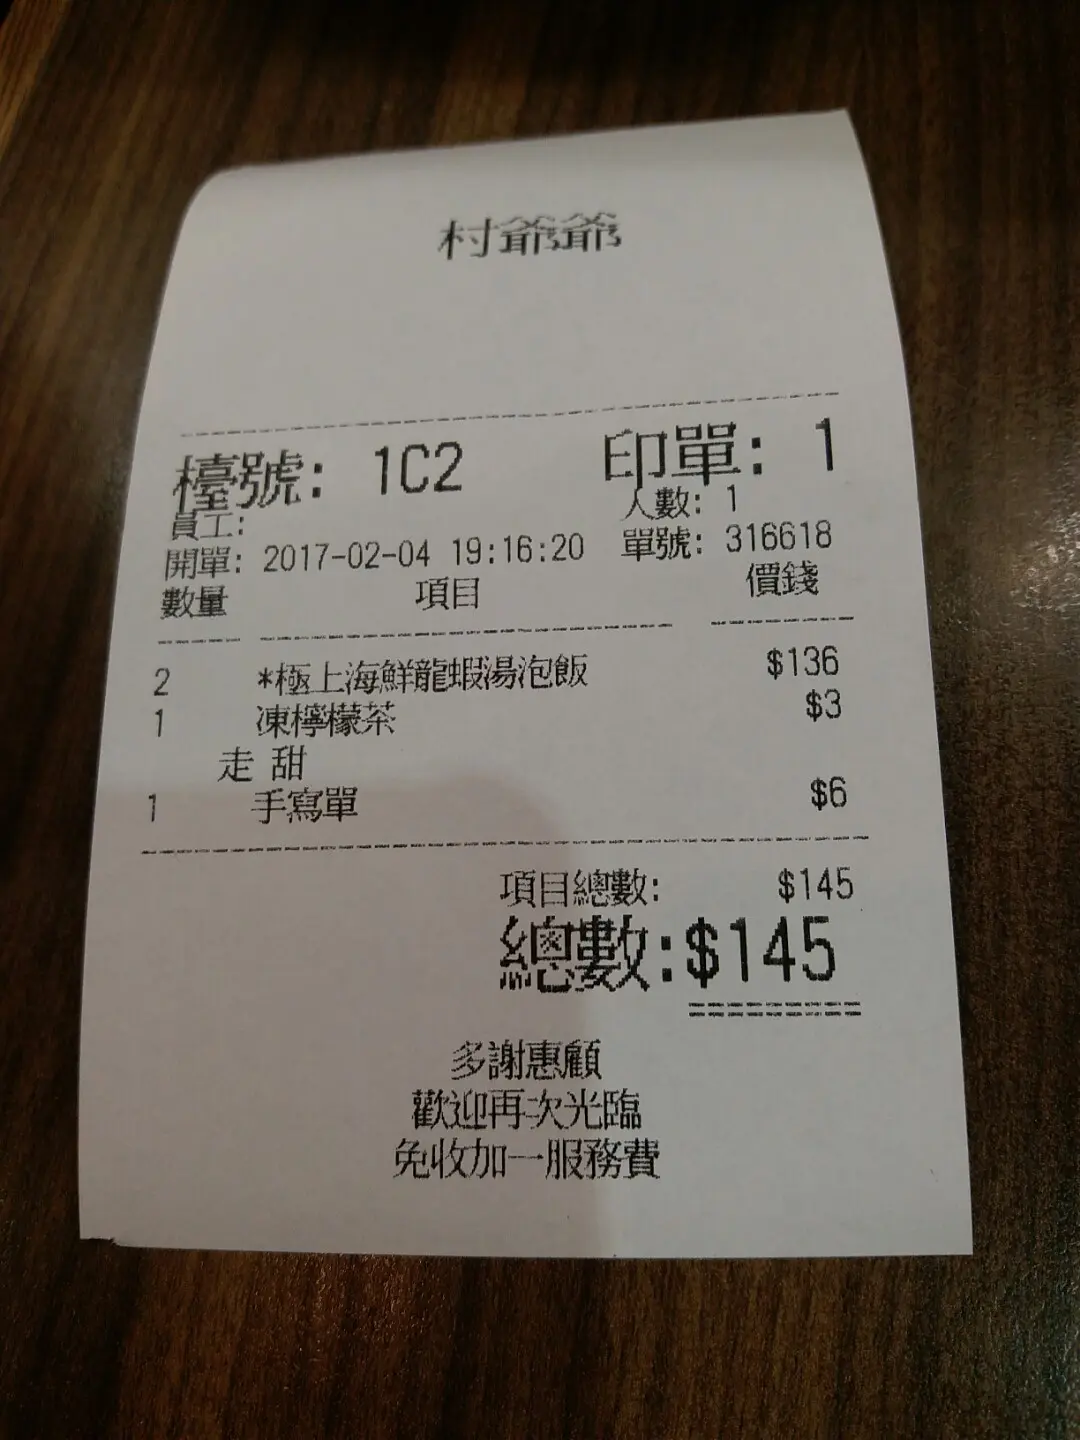 村爺爺
檯號: 1C2 印單: 1
員工: 人數: 1
開單: 2017-02-04 19:16:20 單號: 316618
數量 項目 價錢
2 *極上海鮮龍蝦湯泡飯 $136
1 凍檸檬茶 $3
走 甜
1 手寫單 $6
項目總數: $145
總數:$145
多謝惠顧
歡迎再次光臨
免收加一服務費